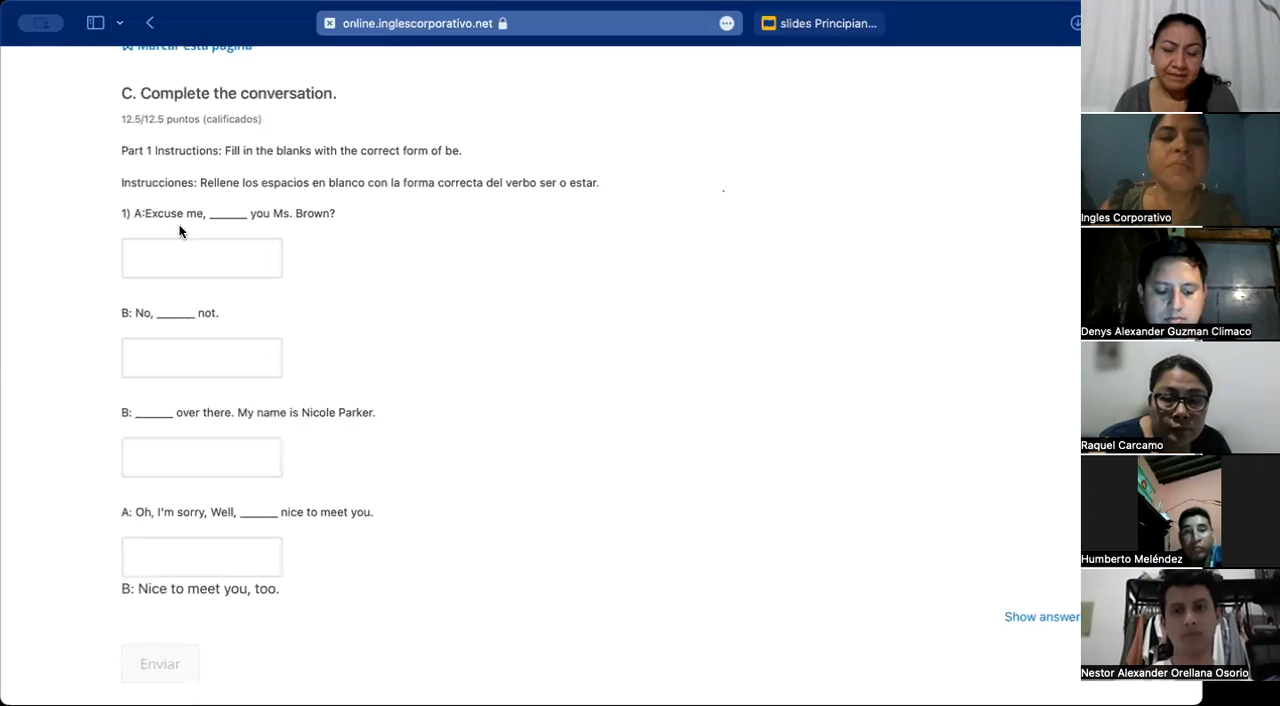 online.inglescorporativo.net
slides Principian...
Marcar esta página
C. Complete the conversation.
12.5/12.5 puntos (calificados)
Part 1 Instructions: Fill in the blanks with the correct form of be.
Instrucciones: Rellene los espacios en blanco con la forma correcta del verbo ser o estar.
1) A:Excuse me, ______ you Ms. Brown?
B: No, ______ not.
B: ______ over there. My name is Nicole Parker.
A: Oh, I'm sorry, Well, ______ nice to meet you.
B: Nice to meet you, too.
Show answer
Enviar
Ingles Corporativo
Denys Alexander Guzman Climaco
Raquel Carcamo
Humberto Meléndez
Nestor Alexander Orellana Osorio